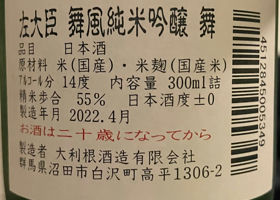 左大臣 舞風純米吟醸 舞
品目 日本酒
原材料 米(国産)・米麹(国産米)
アルコール分 14度 内容量 300ml詰
精米歩合 55% 日本酒度±0
製造年月 2022.4月
お酒は二十歳になってから
製造者 大利根酒造有限会社
群馬県沼田市白沢町高平1306-2
4512845005349